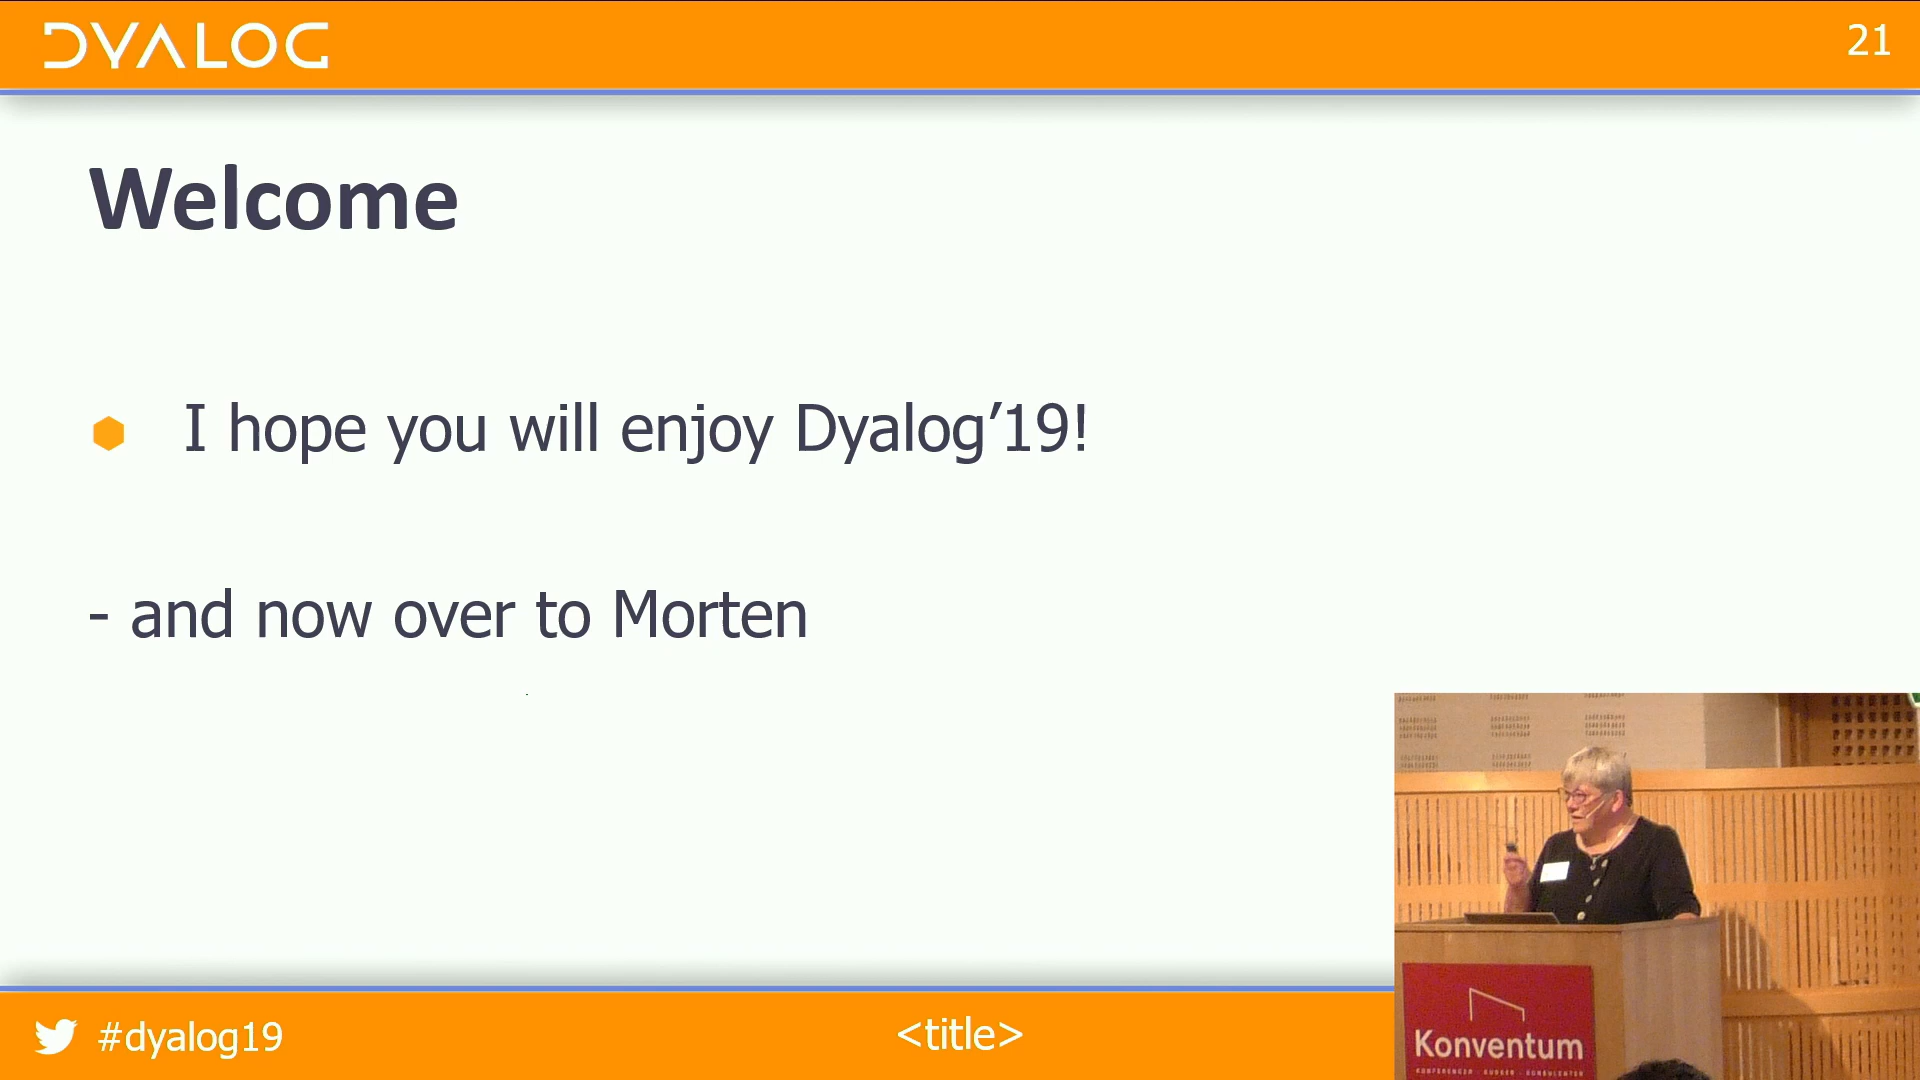 DYALOG
21
Welcome
I hope you will enjoy Dyalog’19!
- and now over to Morten
#dyalog19
<title>
Konventum